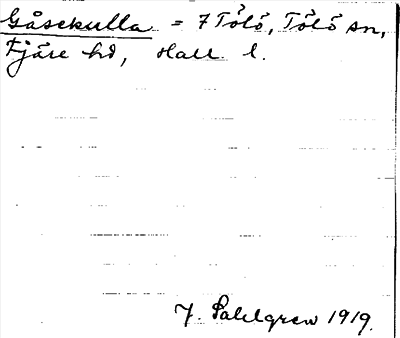 Gåsekulla = 7 Tölö, Tölö sn,
Fjäre hd, Hall l.
J. Sahlgren 1919.